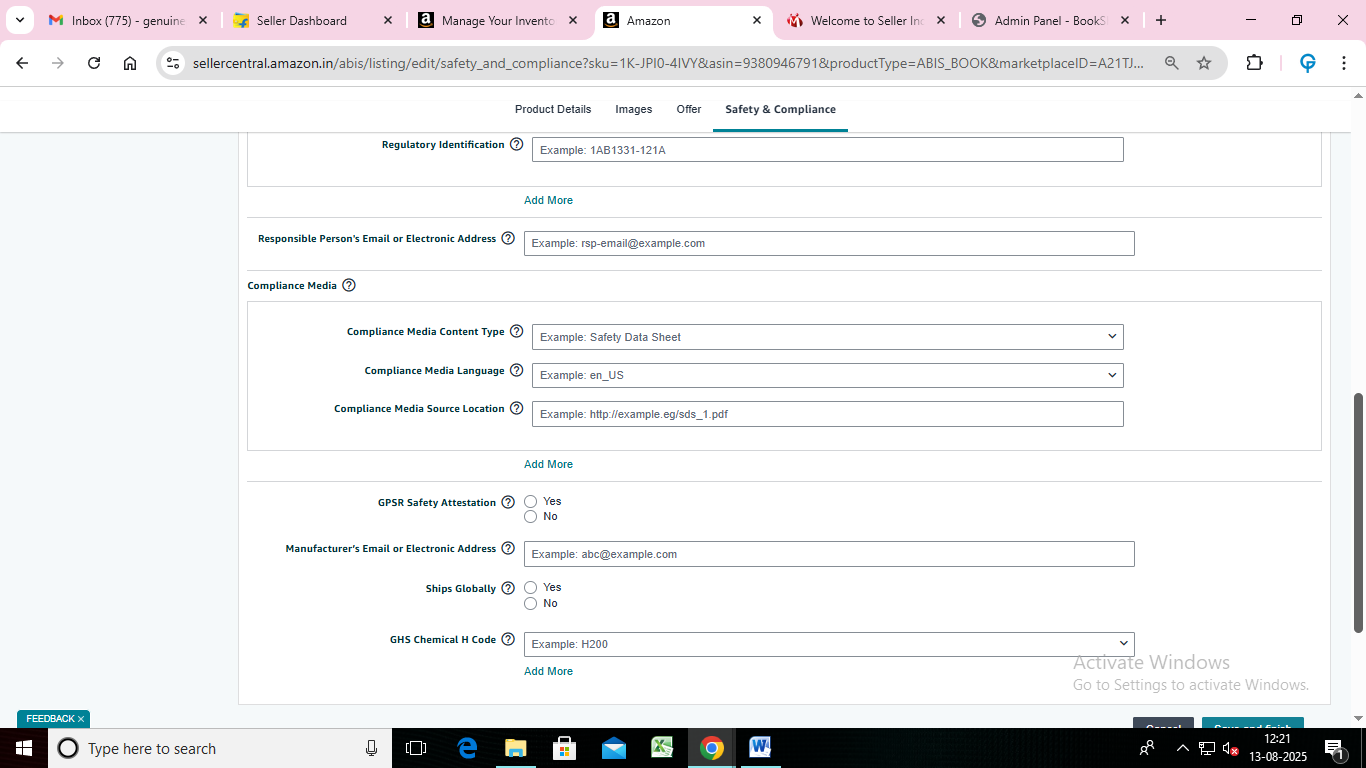 Inbox (775) - genuine
Seller Dashboard
Manage Your Invento
Amazon
Welcome to Seller In
Admin Panel - BookS
sellercentral.amazon.in/abis/listing/edit/safety_and_compliance?sku=1K-JPI0-4IVY&asin=9380946791&productType=ABIS_BOOK&marketplaceID=A21TJ...
Product Details Images Offer Safety & Compliance
Regulatory Identification ? Example: 1AB1331-121A
Add More
Responsible Person's Email or Electronic Address ? Example: rsp-email@example.com
Compliance Media ?
Compliance Media Content Type ? Example: Safety Data Sheet
Compliance Media Language ? Example: en_US
Compliance Media Source Location ? Example: http://example.eg/sds_1.pdf
Add More
GPSR Safety Attestation ? Yes
No
Manufacturer's Email or Electronic Address ? Example: abc@example.com
Ships Globally ? Yes
No
GHS Chemical H Code ? Example: H200
Add More
Activate Windows
Go to Settings to activate Windows.
FEEDBACK
Cancel Save and finish
Type here to search
12:21
13-08-2025
1